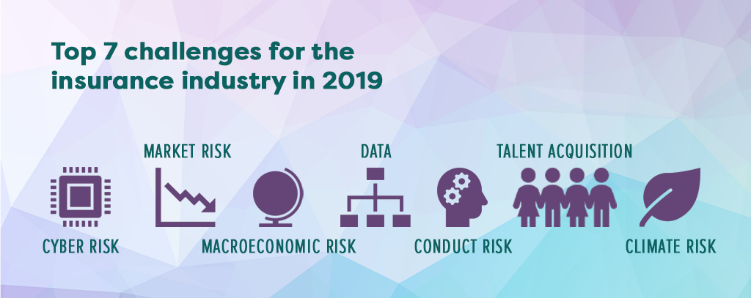 Top 7 challenges for the
insurance industry in 2019
MARKET RISK
DATA
TALENT ACQUISITION
CYBER RISK
MACROECONOMIC RISK
CONDUCT RISK
CLIMATE RISK